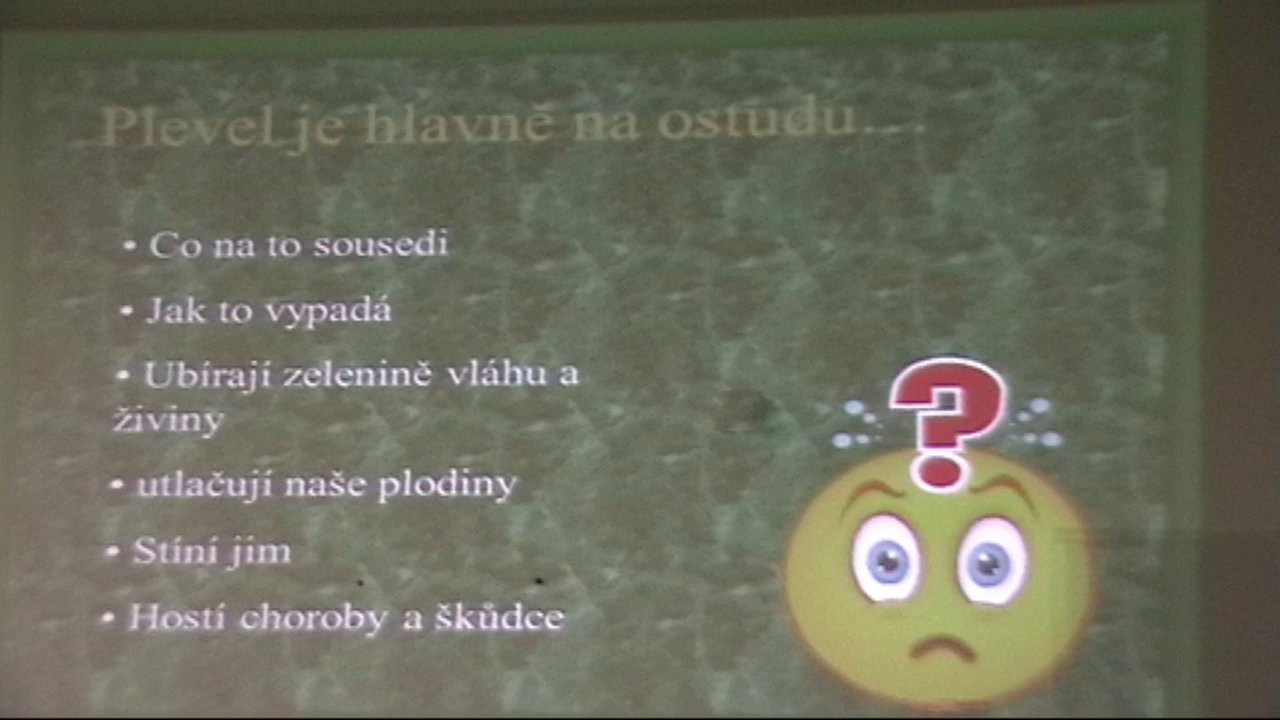 Plevel je hlavně na ostudu....
• Co na to sousedi
• Jak to vypadá
• Ubírají zelenině vláhu a
živiny
• utlačují naše plodiny
• Stíní jim
• Hostí choroby a škůdce
?